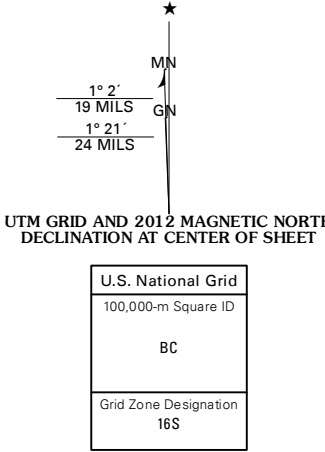 ★
MN
1° 2´
19 MILS
GN
1° 21´
24 MILS
UTM GRID AND 2012 MAGNETIC NORTH
DECLINATION AT CENTER OF SHEET
U.S. National Grid
100,000-m Square ID
BC
Grid Zone Designation
16S